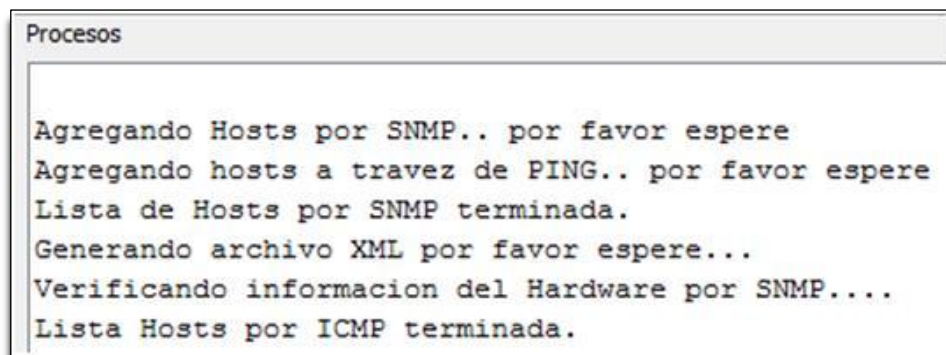 Procesos
Agregando Hosts por SNMP.. por favor espere
Agregando hosts a travez de PING.. por favor espere
Lista de Hosts por SNMP terminada.
Generando archivo XML por favor espere...
Verificando informacion del Hardware por SNMP....
Lista Hosts por ICMP terminada.